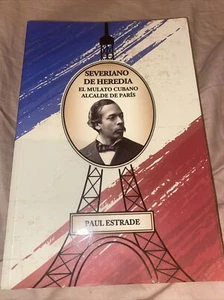 SEVERIANO
DE HEREDIA
EL MULATO CUBANO
ALCALDE DE PARÍS
PAUL ESTRADE